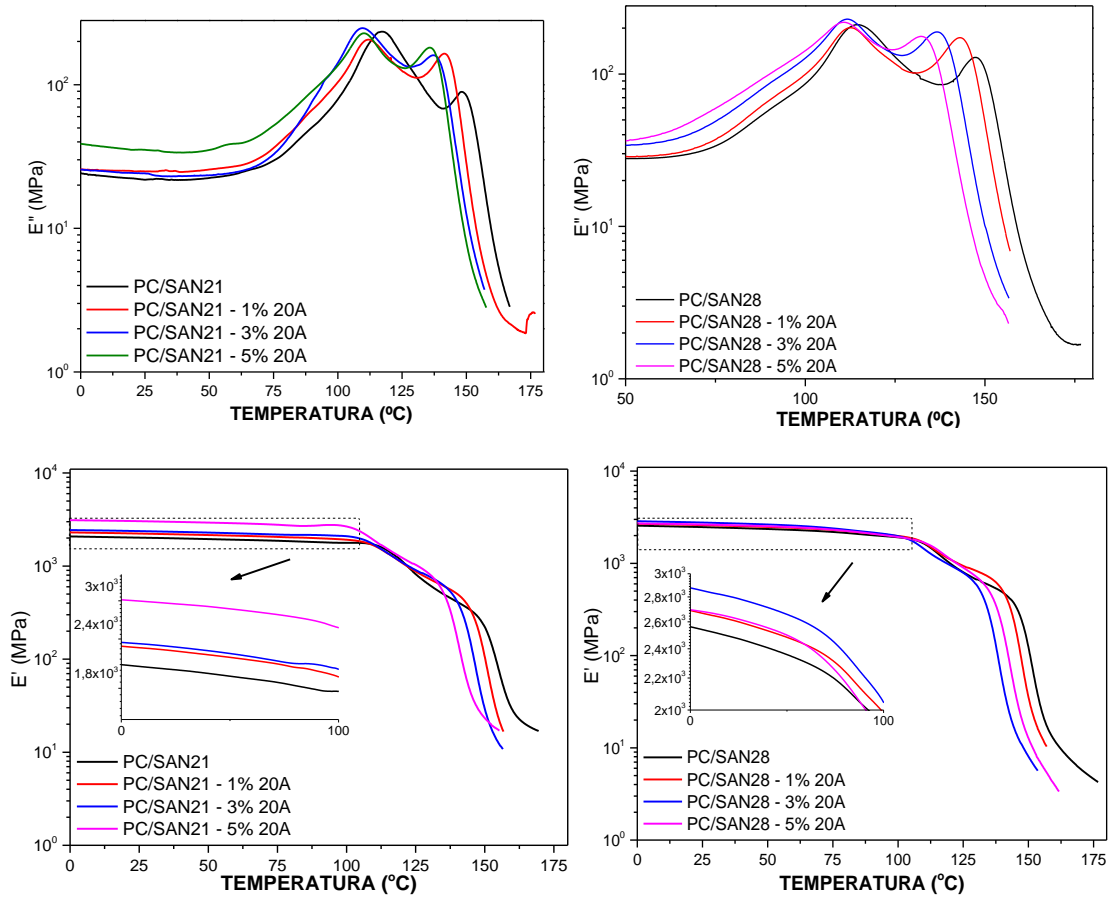 E" (MPa)
10²
10¹
10⁰
PC/SAN21
PC/SAN21 - 1% 20A
PC/SAN21 - 3% 20A
PC/SAN21 - 5% 20A
0 25 50 75 100 125 150 175
TEMPERATURA (ºC)
E" (MPa)
10²
10¹
10⁰
PC/SAN28
PC/SAN28 - 1% 20A
PC/SAN28 - 3% 20A
PC/SAN28 - 5% 20A
50 100 150
TEMPERATURA (ºC)
E' (MPa)
10⁴
10³
10²
10¹
10⁰
3x10³
2,4x10³
1,8x10³
0 100
PC/SAN21
PC/SAN21 - 1% 20A
PC/SAN21 - 3% 20A
PC/SAN21 - 5% 20A
0 25 50 75 100 125 150 175
TEMPERATURA (°C)
E' (MPa)
10⁴
10³
10²
10¹
10⁰
3x10³
2,8x10³
2,6x10³
2,4x10³
2,2x10³
2x10³
0 100
PC/SAN28
PC/SAN28 - 1% 20A
PC/SAN28 - 3% 20A
PC/SAN28 - 5% 20A
0 25 50 75 100 125 150 175
TEMPERATURA (°C)